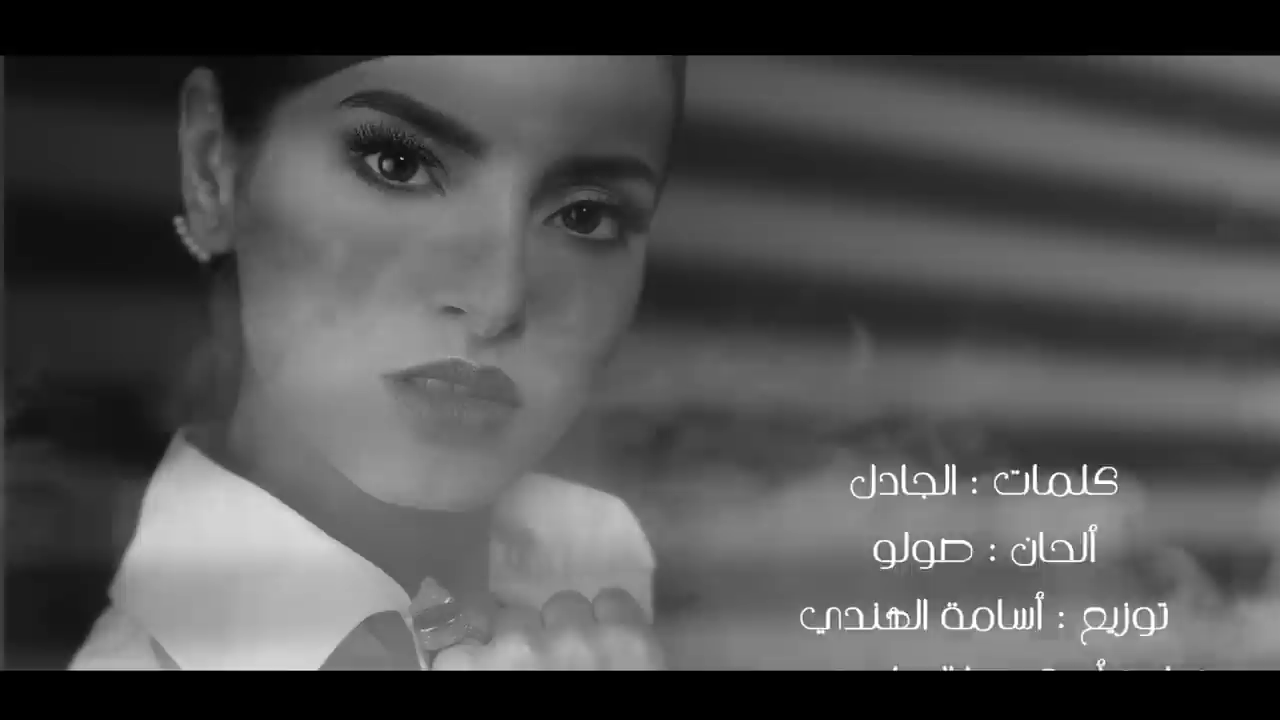 كلمات : الجادل
ألحان : صولو
توزيع : أسامة الهندي